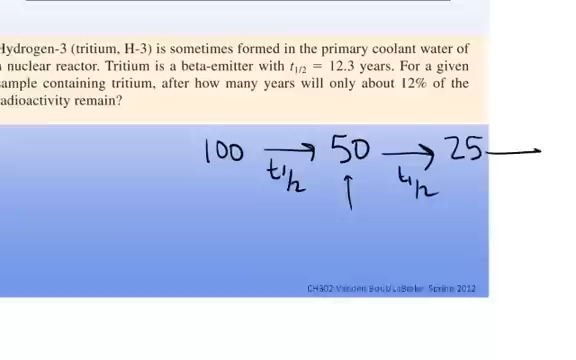 Hydrogen-3 (tritium, H-3) is sometimes formed in the primary coolant water of
a nuclear reactor. Tritium is a beta-emitter with t1/2 = 12.3 years. For a given
sample containing tritium, after how many years will only about 12% of the
radioactivity remain?
100 → 50 → 25 →
t1/2 t1/2
CH302 Vanden Bout/LaBrake Spring 2012